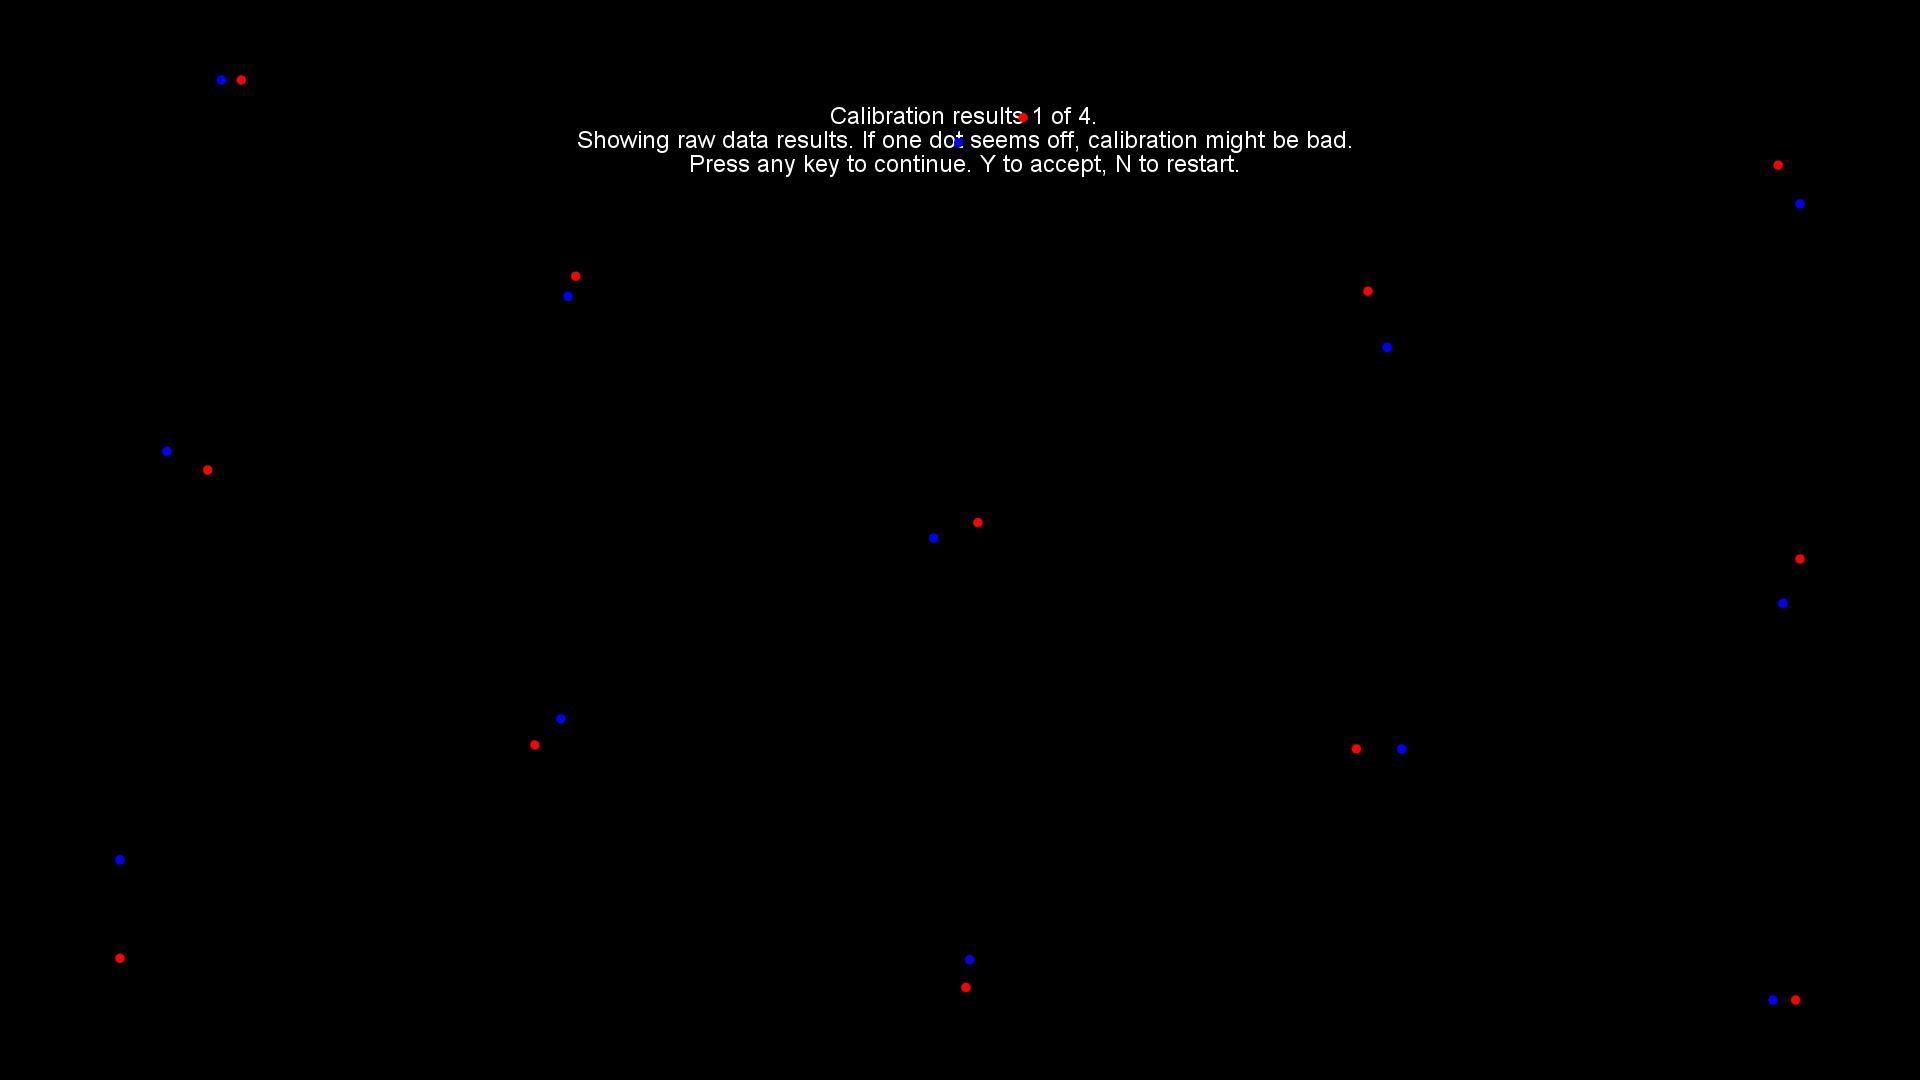 Calibration results 1 of 4.
Showing raw data results. If one dot seems off, calibration might be bad.
Press any key to continue. Y to accept, N to restart.